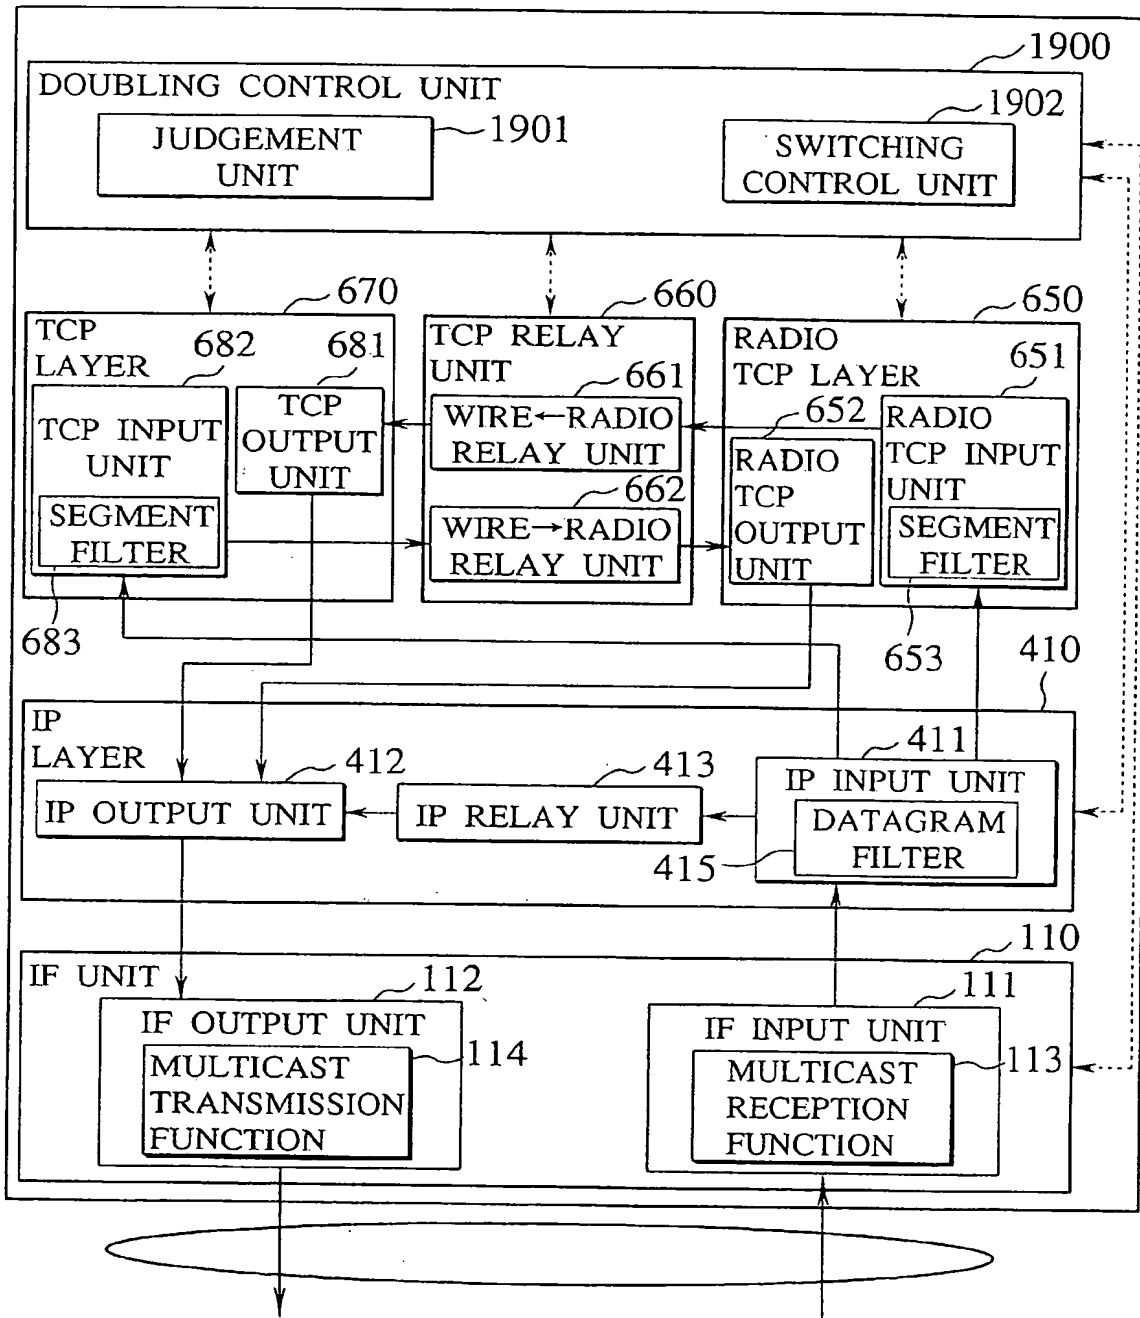 1900
DOUBLING CONTROL UNIT
1901
1902
JUDGEMENT
UNIT
SWITCHING
CONTROL UNIT
670
660
650
TCP
LAYER
682
681
TCP RELAY
UNIT
RADIO
TCP LAYER
661
652
651
TCP INPUT
UNIT
TCP
OUTPUT
UNIT
WIRE←RADIO
RELAY UNIT
RADIO
TCP
OUTPUT
UNIT
RADIO
TCP INPUT
UNIT
662
SEGMENT
FILTER
WIRE→RADIO
RELAY UNIT
SEGMENT
FILTER
683
653
410
IP
LAYER
412
413
411
IP OUTPUT UNIT
IP RELAY UNIT
IP INPUT UNIT
DATAGRAM
FILTER
415
110
IF UNIT
112
111
IF OUTPUT UNIT
IF INPUT UNIT
114
113
MULTICAST
TRANSMISSION
FUNCTION
MULTICAST
RECEPTION
FUNCTION